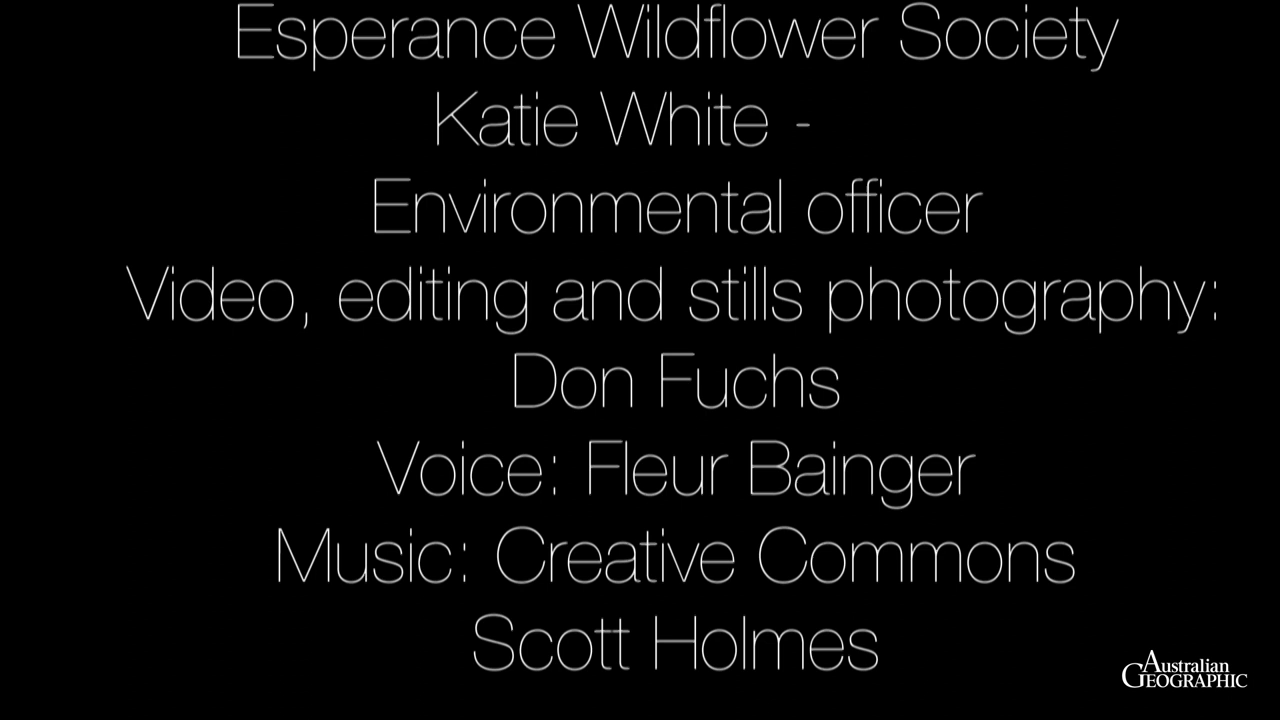 Esperance Wildflower Society
Katie White -
Environmental officer
Video, editing and stills photography:
Don Fuchs
Voice: Fleur Bainger
Music: Creative Commons
Scott Holmes
Australian
GEOGRAPHIC